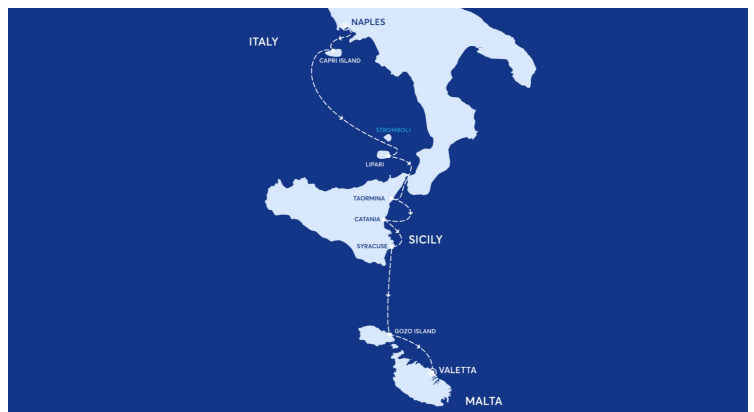 NAPLES
ITALY
CAPRI ISLAND
STROMBOLI
LIPARI
TAORMINA
CATANIA
SICILY
SYRACUSE
GOZO ISLAND
VALETTA
MALTA